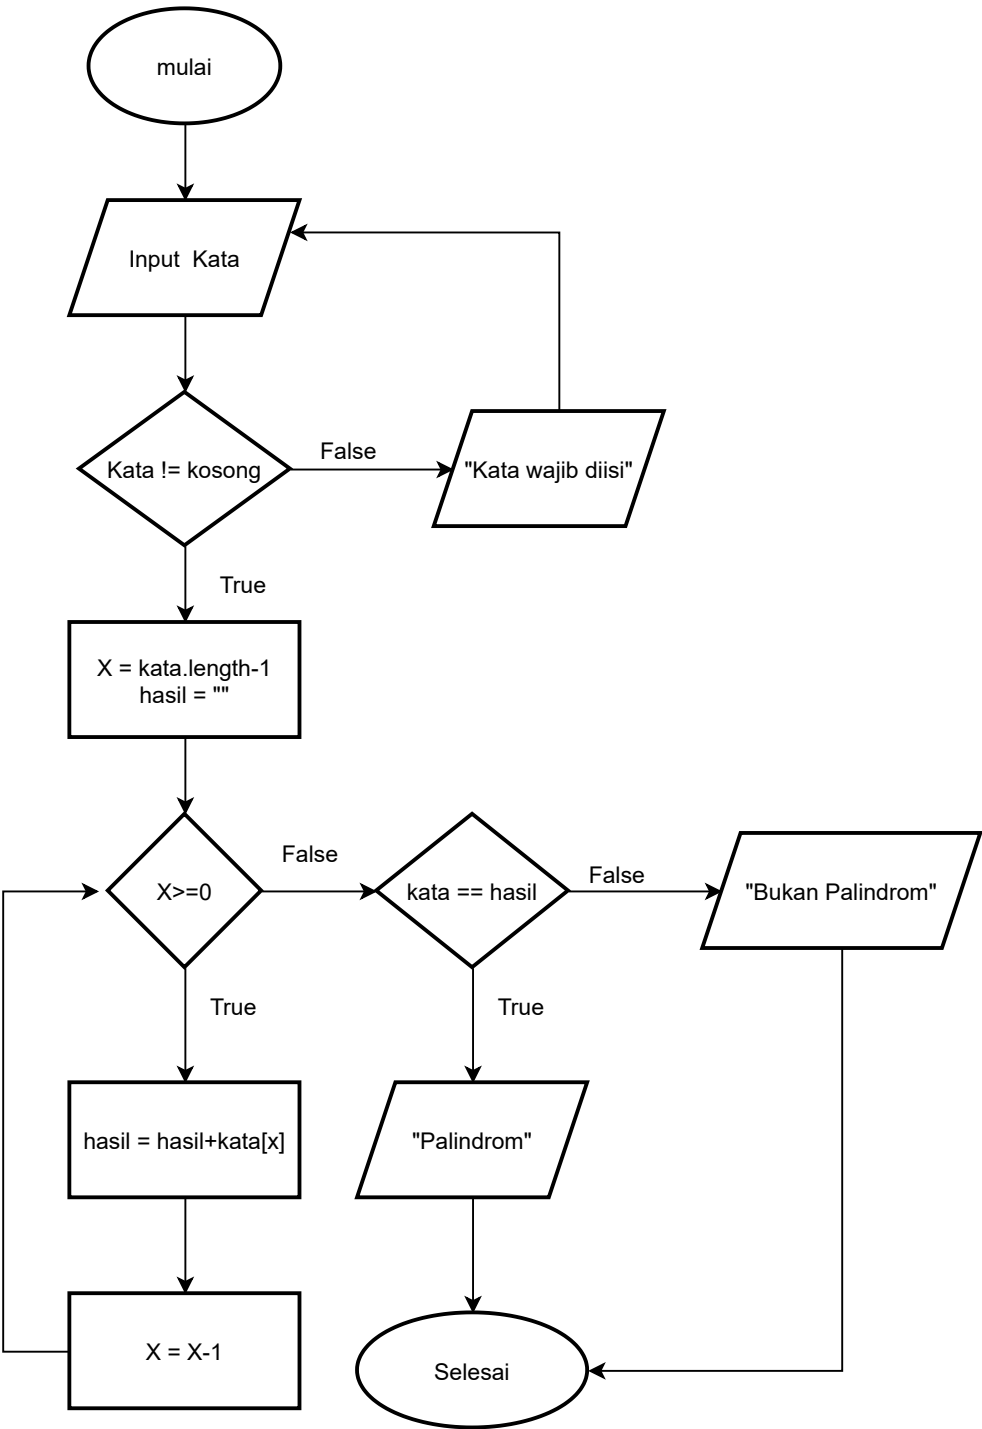 mulai
Input  Kata
Kata != kosong
False
"Kata wajib diisi"
True
X = kata.length-1
hasil = ""
X>=0
False
kata == hasil
False
"Bukan Palindrom"
True
True
hasil = hasil+kata[x]
"Palindrom"
X = X-1
Selesai